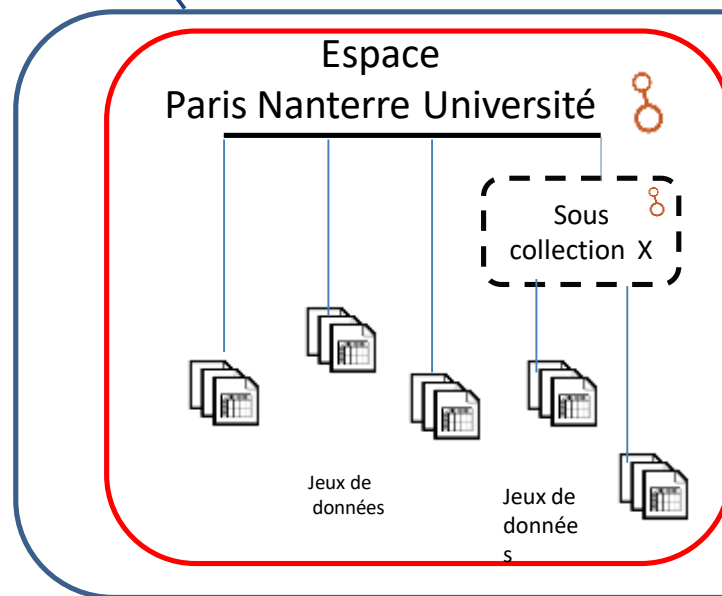 Espace
Paris Nanterre Université
Sous
collection X
Jeux de
données
Jeux de
donnée
s